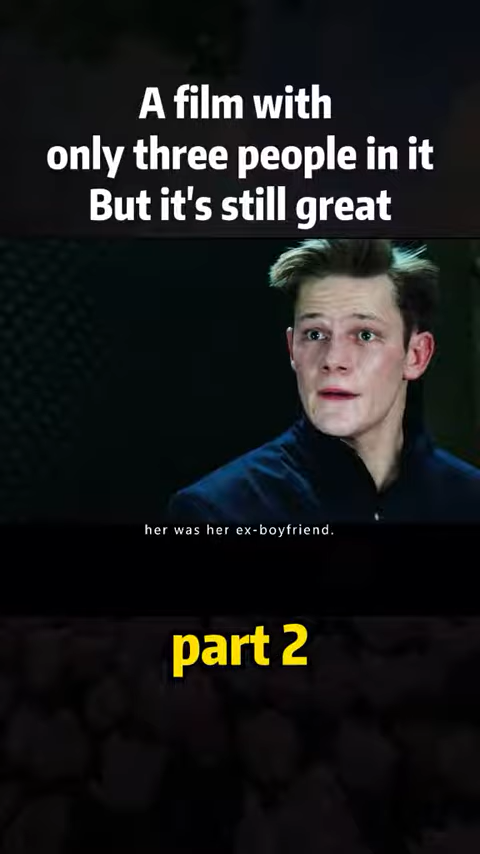 A film with
only three people in it
But it's still great
her was her ex-boyfriend.
part 2